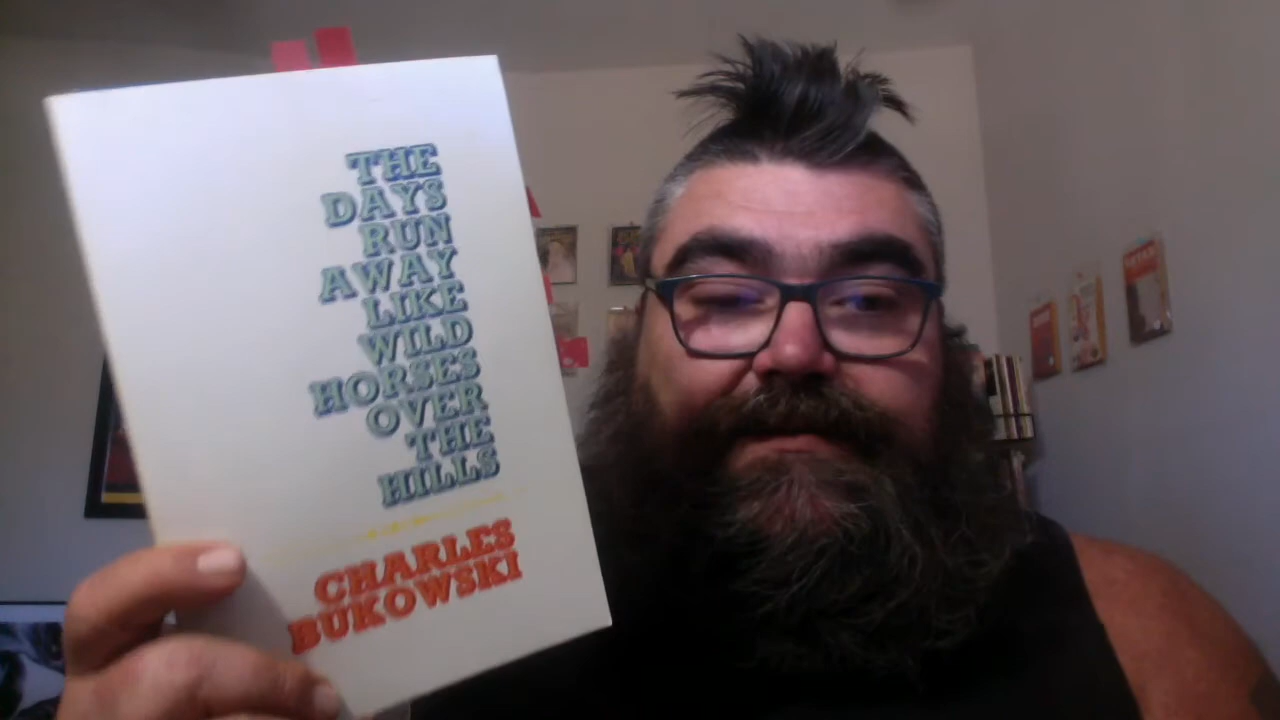 THE
DAYS
RUN
AWAY
LIKE
WILD
HORSES
OVER
THE
HILLS
CHARLES
BUKOWSKI